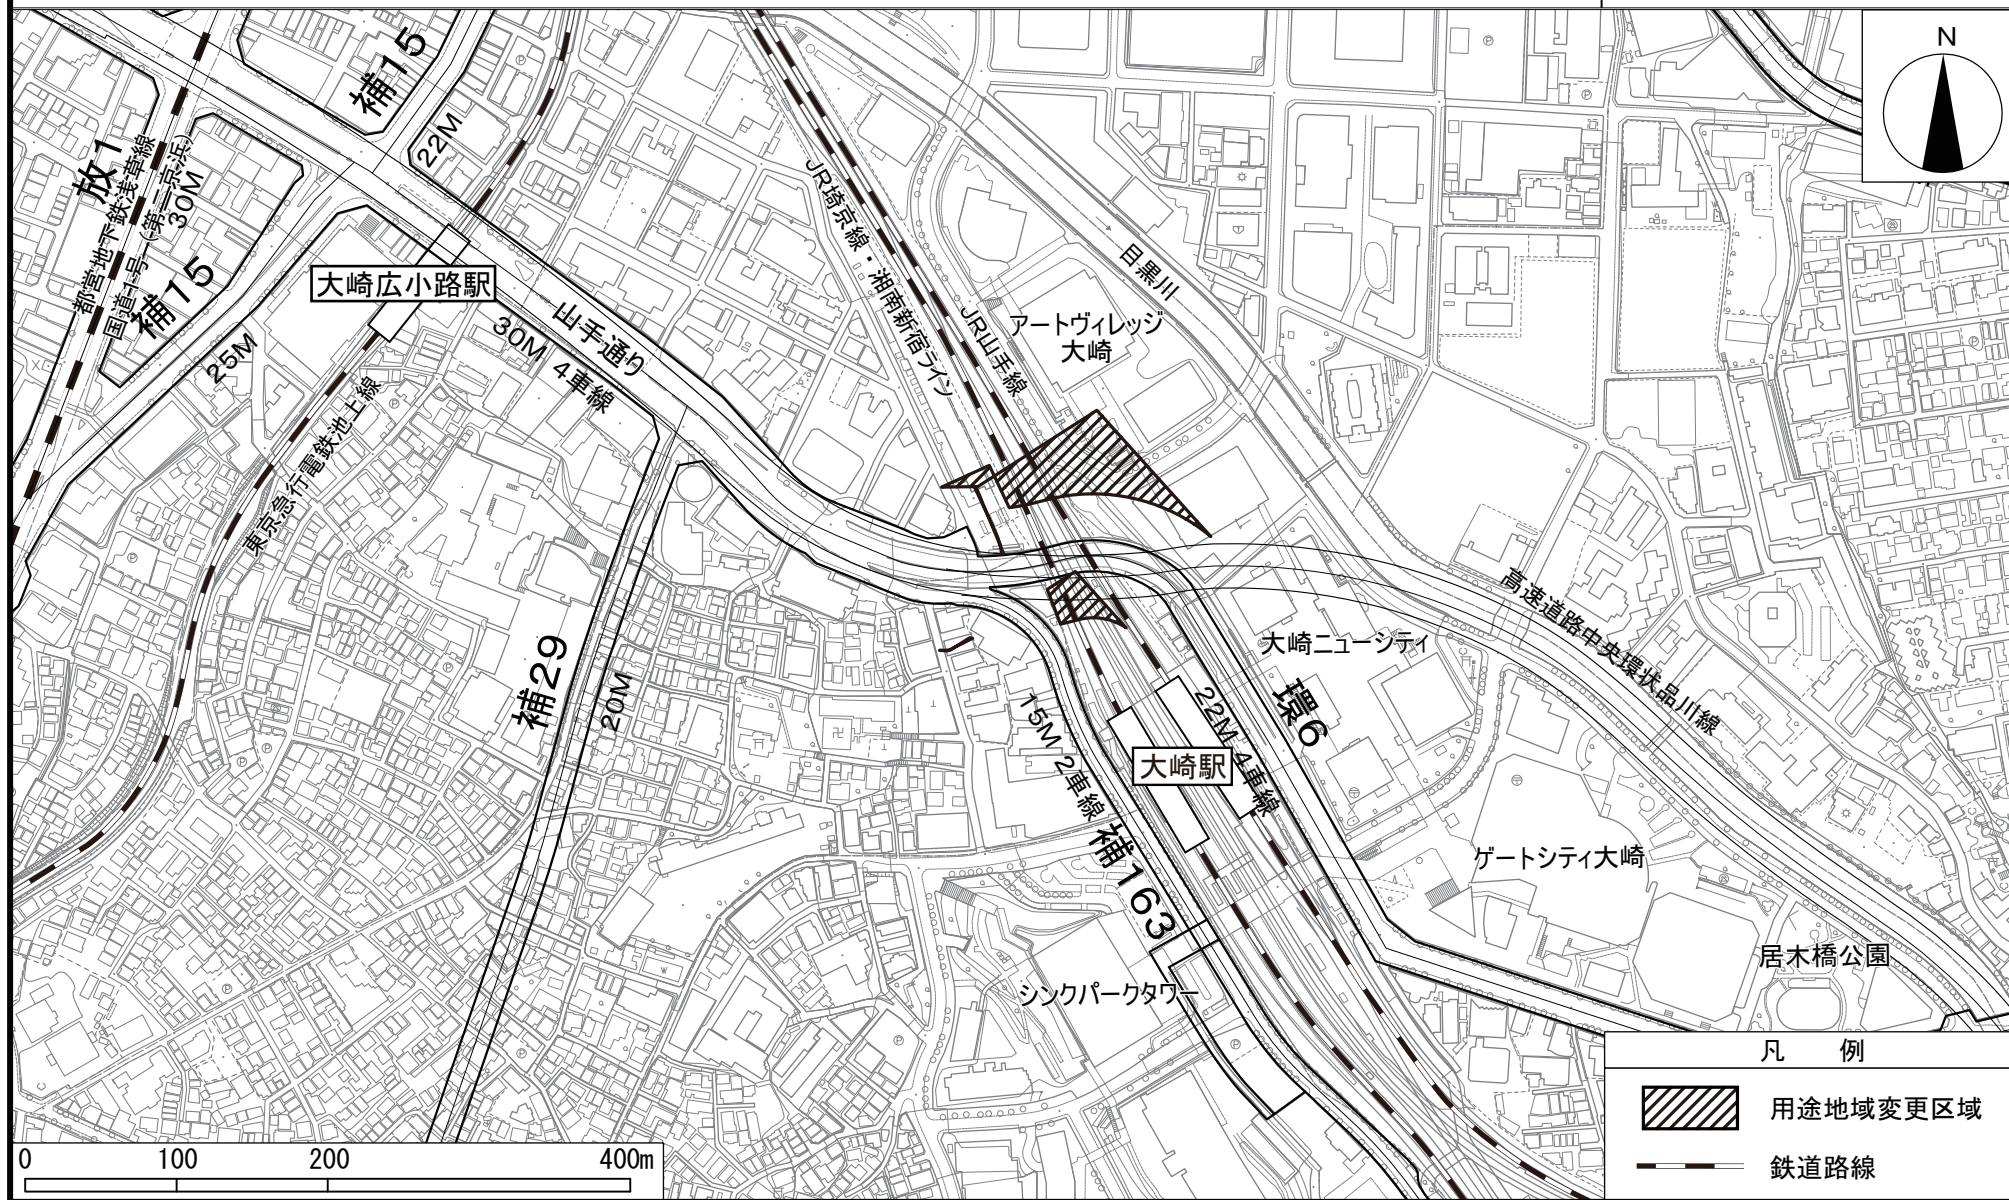 N
補15
22M
放1
都営地下鉄浅草線
国道1号(第二京浜)
30M
補15
25M
大崎広小路駅
山手通り
30M
4車線
東京急行電鉄池上線
JR埼京線・湘南新宿ライン
JR山手線
アートヴィレッジ
大崎
目黒川
高速道路中央環状品川線
大崎ニューシティ
環6
22M
4車線
大崎駅
15M
2車線
補163
補29
20M
ゲートシティ大崎
居木橋公園
シンクパークタワー
凡 例
用途地域変更区域
鉄道路線
0 100 200 400m